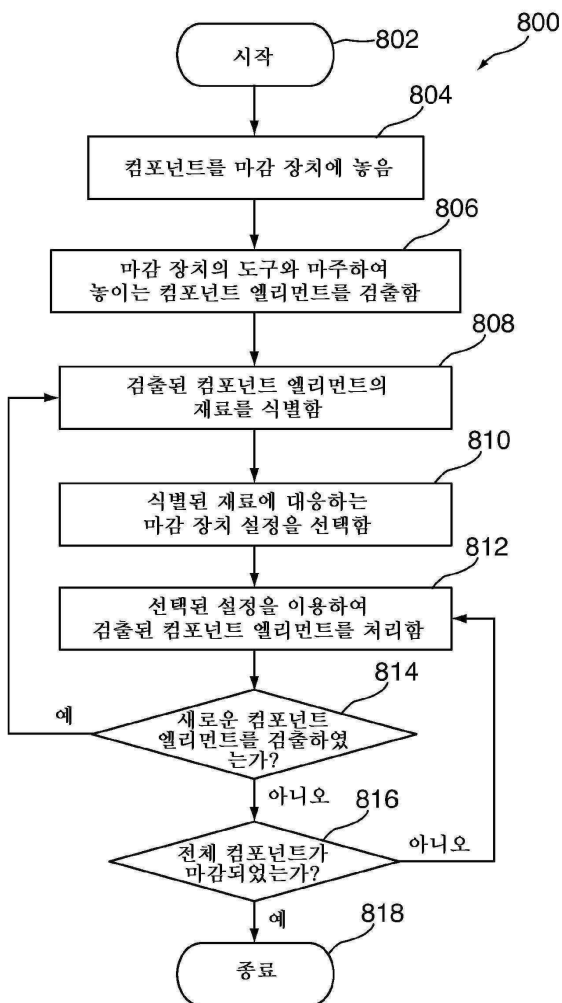 800
시작
802
804
컴포넌트를 마감 장치에 놓음
806
마감 장치의 도구와 마주하여
놓이는 컴포넌트 엘리먼트를 검출함
808
검출된 컴포넌트 엘리먼트의
재료를 식별함
810
식별된 재료에 대응하는
마감 장치 설정을 선택함
812
선택된 설정을 이용하여
검출된 컴포넌트 엘리먼트를 처리함
814
예
새로운 컴포넌트
엘리먼트를 검출하였
는가?
아니오
816
전체 컴포넌트가
마감되었는가?
아니오
예
818
종료